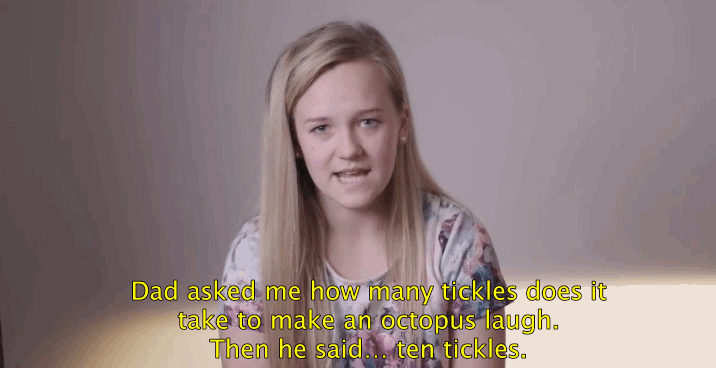 Dad asked me how many tickles does it
take to make an octopus laugh.
Then he said... ten tickles.